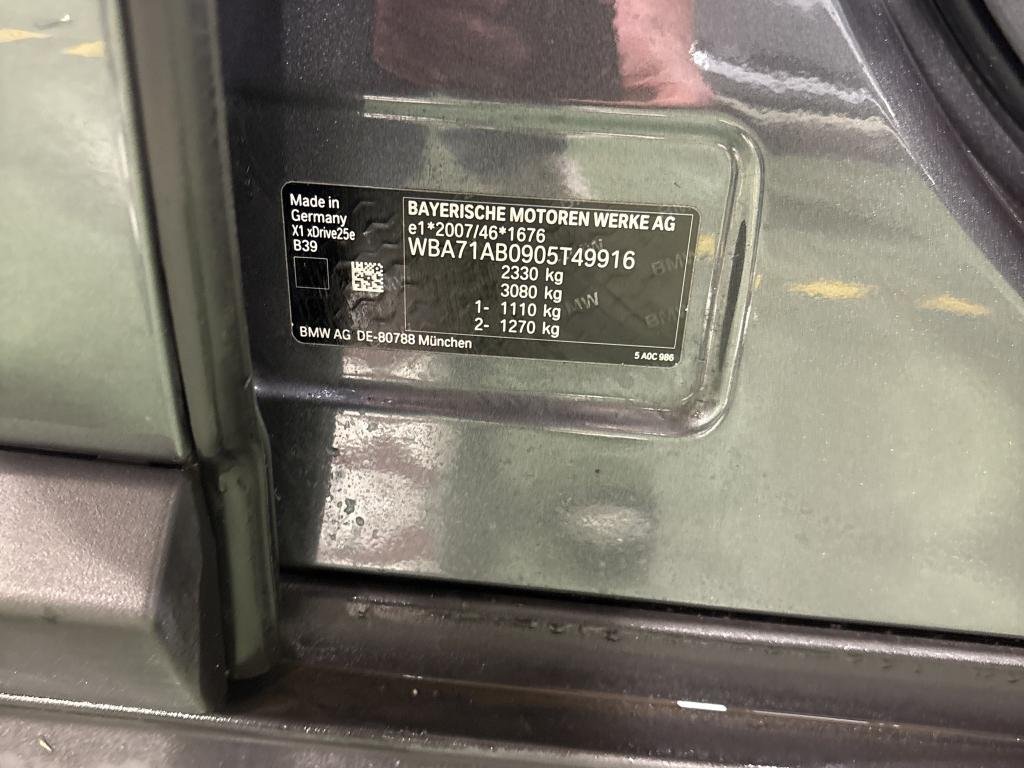 Made in
Germany
X1 xDrive25e
B39
BAYERISCHE MOTOREN WERKE AG
e1*2007/46*1676
WBA71AB0905T49916
2330 kg
3080 kg
1- 1110 kg
2- 1270 kg
BMW AG DE-80788 München
5 A0C 986